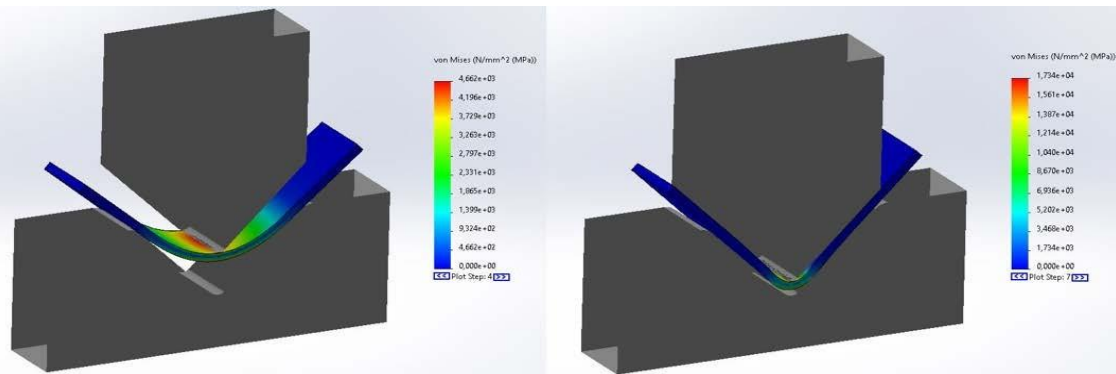 von Mises (N/mm^2 (MPa))
4,662e+03
4,196e+03
3,729e+03
3,263e+03
2,797e+03
2,331e+03
1,865e+03
1,399e+03
9,324e+02
4,662e+02
0,000e+00
<< Plot Step: 4 >>
von Mises (N/mm^2 (MPa))
1,734e+04
1,561e+04
1,387e+04
1,214e+04
1,040e+04
8,670e+03
6,936e+03
5,202e+03
3,468e+03
1,734e+03
0,000e+00
<< Plot Step: 7 >>